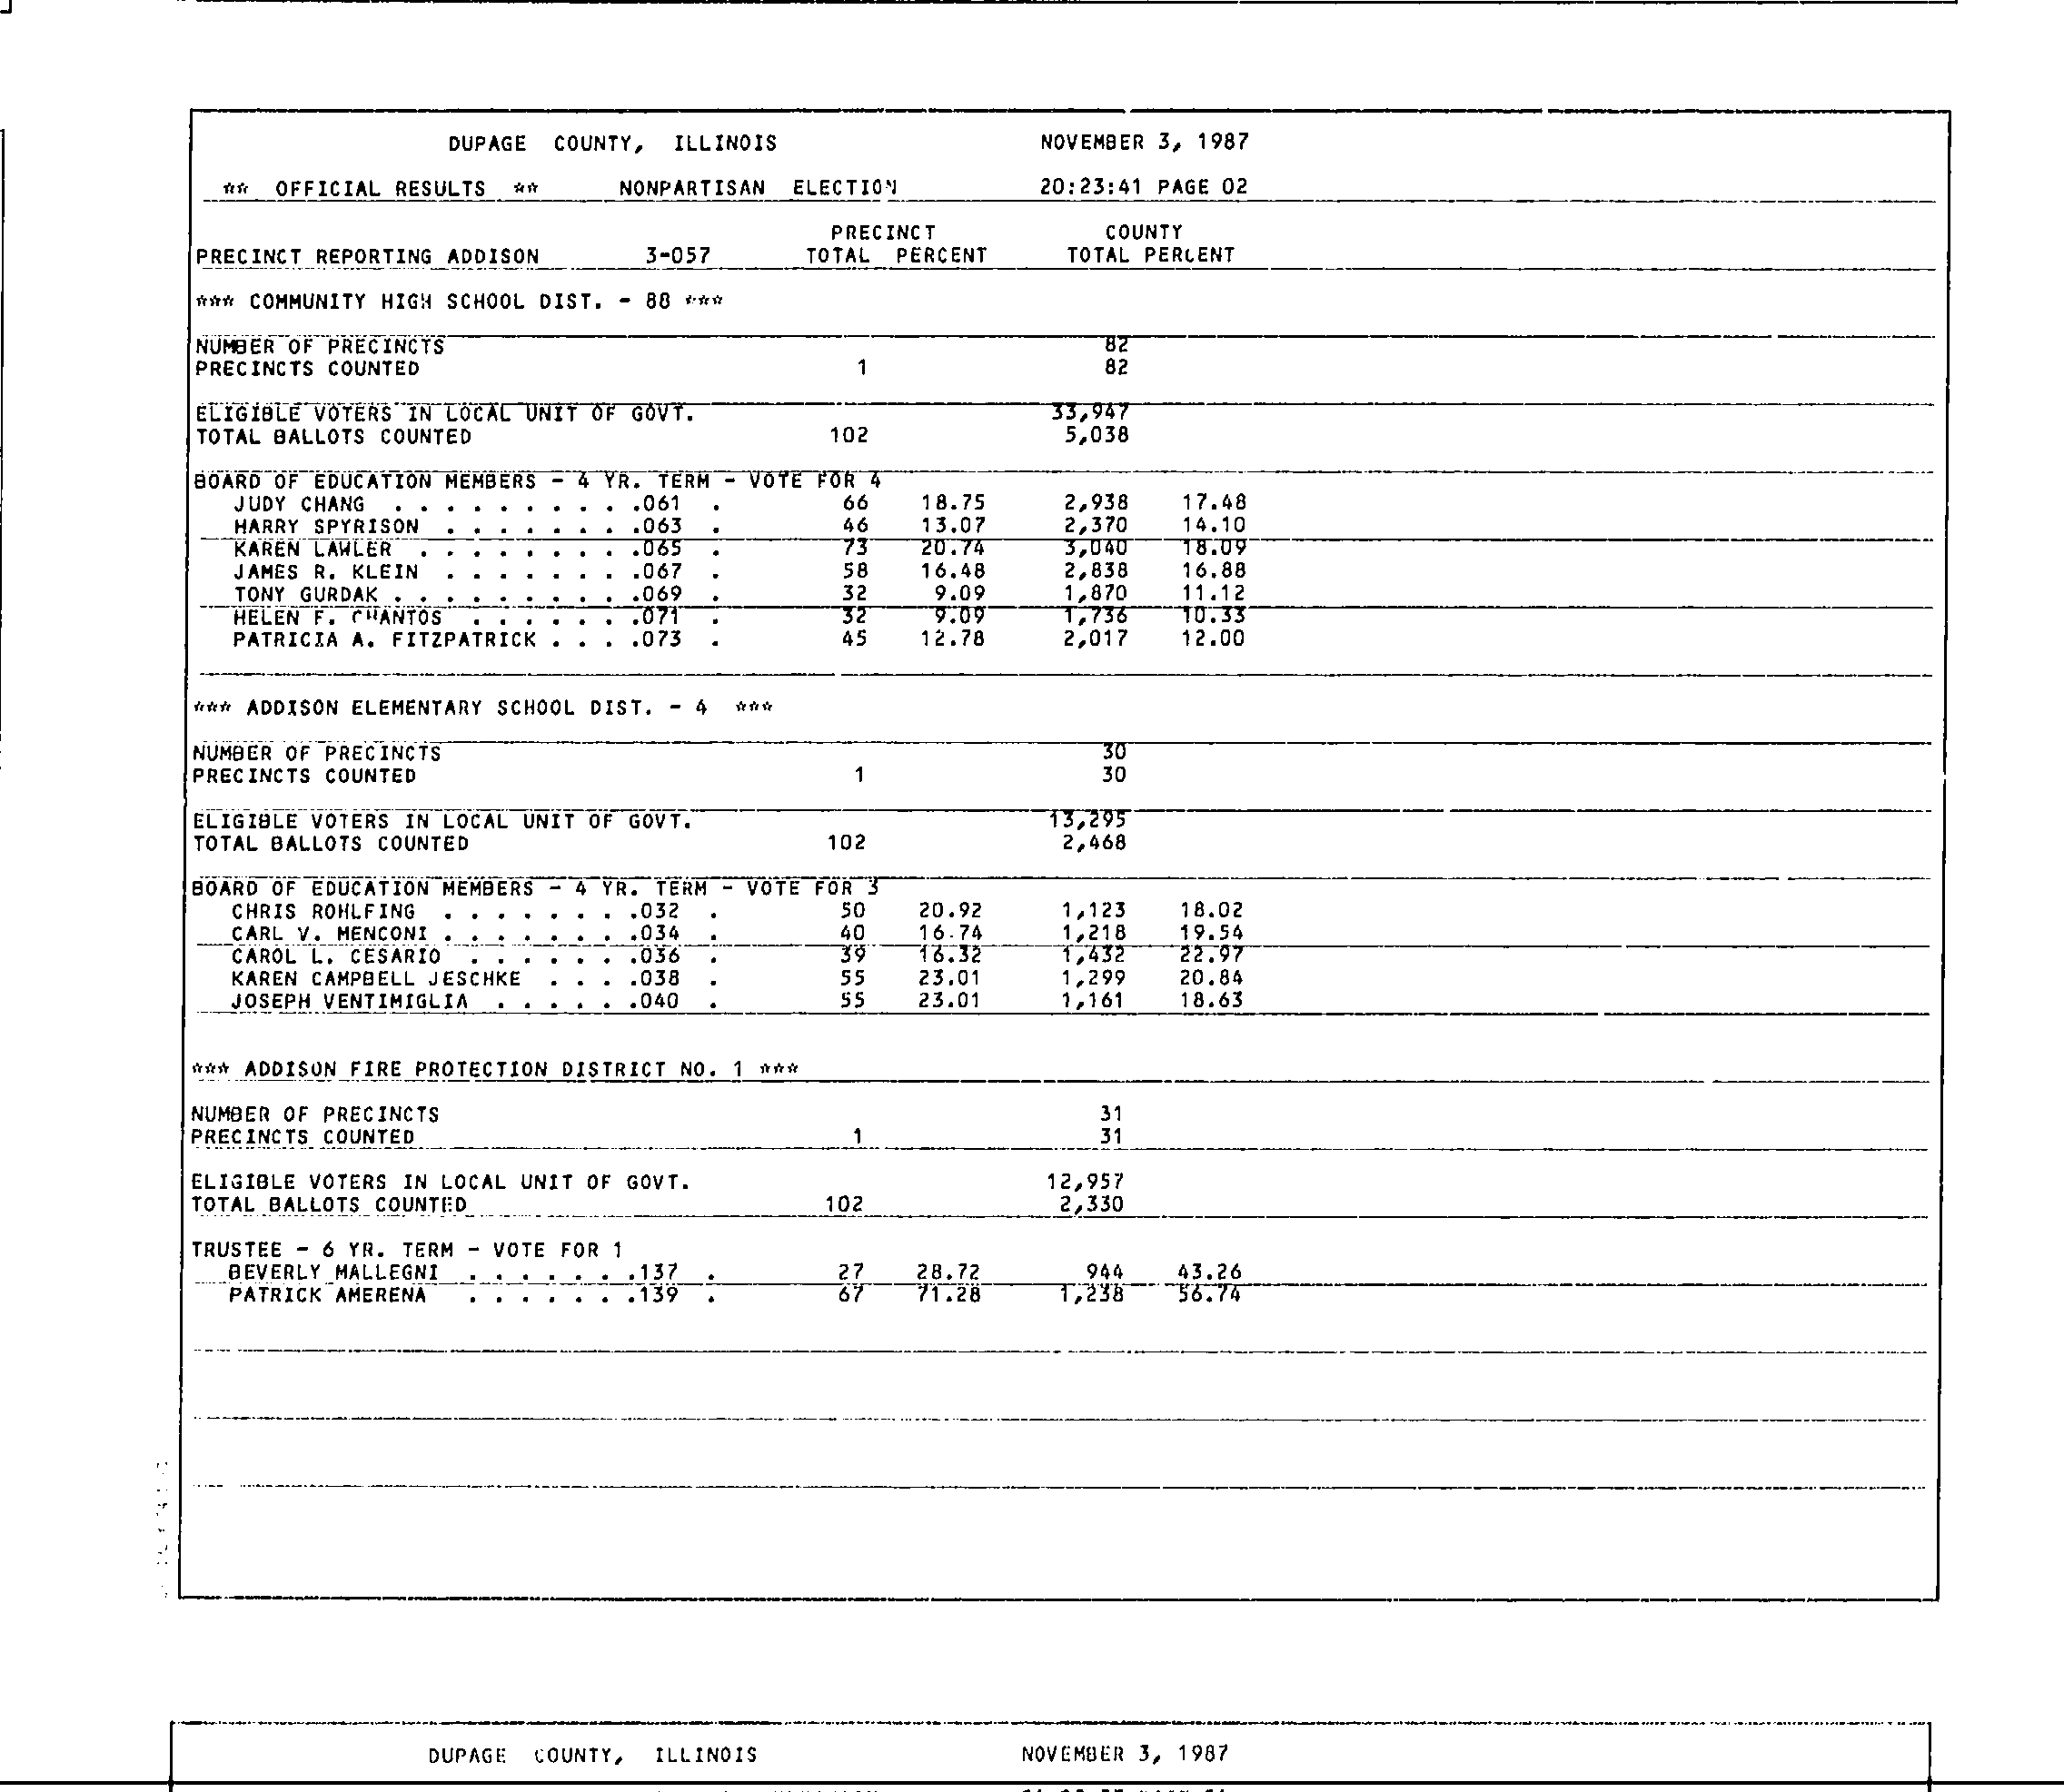 DUPAGE COUNTY, ILLINOIS NOVEMBER 3, 1987
** OFFICIAL RESULTS ** NONPARTISAN ELECTION 20:23:41 PAGE 02
PRECINCT COUNTY
PRECINCT REPORTING ADDISON 3-057 TOTAL PERCENT TOTAL PERCENT
*** COMMUNITY HIGH SCHOOL DIST. - 88 ***
NUMBER OF PRECINCTS 82
PRECINCTS COUNTED 1 82
ELIGIBLE VOTERS IN LOCAL UNIT OF GOVT. 33,947
TOTAL BALLOTS COUNTED 102 5,038
BOARD OF EDUCATION MEMBERS - 4 YR. TERM - VOTE FOR 4
JUDY CHANG . . . . . . . . . .061 . 66 18.75 2,938 17.48
HARRY SPYRISON . . . . . . . .063 . 46 13.07 2,370 14.10
KAREN LAWLER . . . . . . . . .065 . 73 20.74 3,040 18.09
JAMES R. KLEIN . . . . . . . .067 . 58 16.48 2,838 16.88
TONY GURDAK . . . . . . . . . .069 . 32 9.09 1,870 11.12
HELEN F. CHANTOS . . . . . . .071 . 32 9.09 1,736 10.33
PATRICIA A. FITZPATRICK . . . .073 . 45 12.78 2,017 12.00
*** ADDISON ELEMENTARY SCHOOL DIST. - 4 ***
NUMBER OF PRECINCTS 30
PRECINCTS COUNTED 1 30
ELIGIBLE VOTERS IN LOCAL UNIT OF GOVT. 13,295
TOTAL BALLOTS COUNTED 102 2,468
BOARD OF EDUCATION MEMBERS - 4 YR. TERM - VOTE FOR 3
CHRIS ROHLFING . . . . . . . .032 . 50 20.92 1,123 18.02
CARL V. MENCONI . . . . . . . .034 . 40 16.74 1,218 19.54
CAROL L. CESARIO . . . . . . .036 . 39 16.32 1,432 22.97
KAREN CAMPBELL JESCHKE . . . .038 . 55 23.01 1,299 20.84
JOSEPH VENTIMIGLIA . . . . . .040 . 55 23.01 1,161 18.63
*** ADDISON FIRE PROTECTION DISTRICT NO. 1 ***
NUMBER OF PRECINCTS 31
PRECINCTS COUNTED 1 31
ELIGIBLE VOTERS IN LOCAL UNIT OF GOVT. 12,957
TOTAL BALLOTS COUNTED 102 2,330
TRUSTEE - 6 YR. TERM - VOTE FOR 1
BEVERLY MALLEGNI . . . . . . .137 . 27 28.72 944 43.26
PATRICK AMERENA . . . . . . .139 . 67 71.28 1,238 56.74
DUPAGE COUNTY, ILLINOIS NOVEMBER 3, 1987